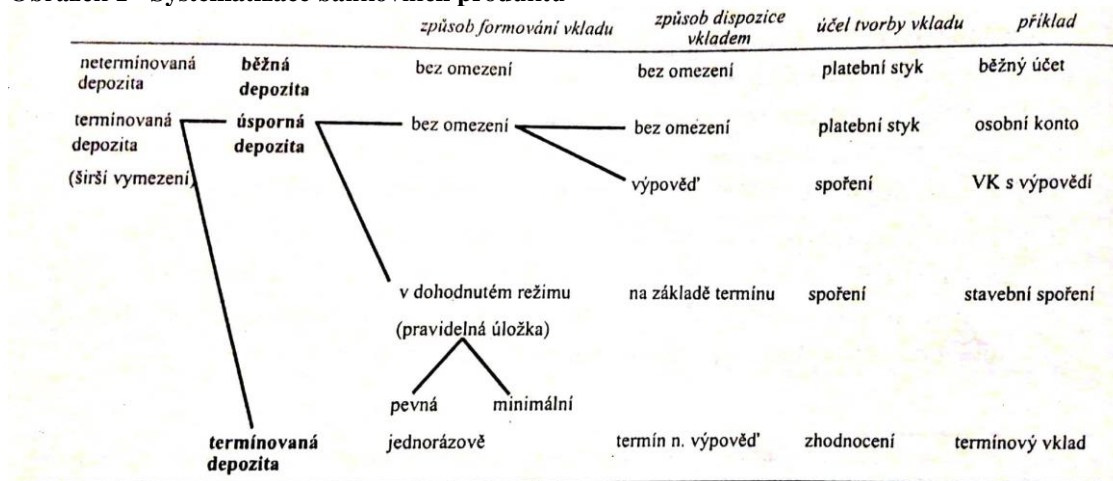 způsob formování vkladu způsob dispozice vkladem účel tvorby vkladu příklad
netermínovaná depozita běžná depozita bez omezení bez omezení platební styk běžný účet
termínovaná depozita úsporná depozita bez omezení bez omezení platební styk osobní konto
(širší vymezení) výpověď spoření VK s výpovědí
v dohodnutém režimu na základě termínu spoření stavební spoření
(pravidelná úložka)
pevná minimální
termínovaná depozita jednorázově termín n. výpověď zhodnocení termínový vklad